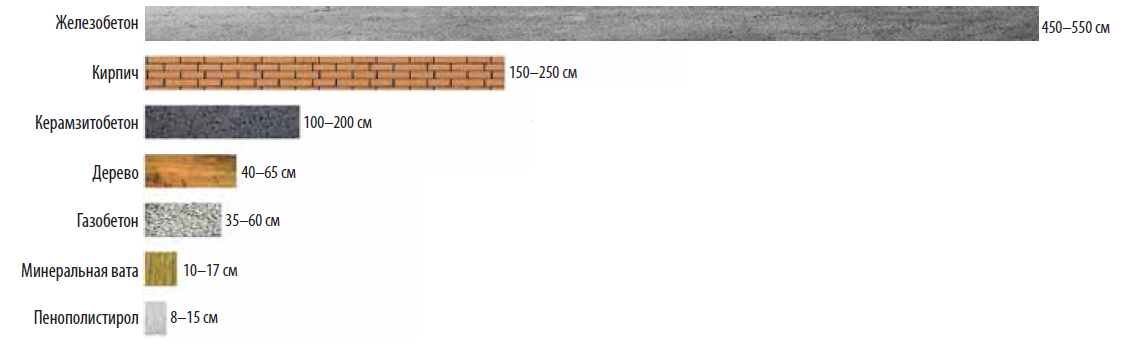 Железобетон 450–550 см
Кирпич 150–250 см
Керамзитобетон 100–200 см
Дерево 40–65 см
Газобетон 35–60 см
Минеральная вата 10–17 см
Пенополистирол 8–15 см